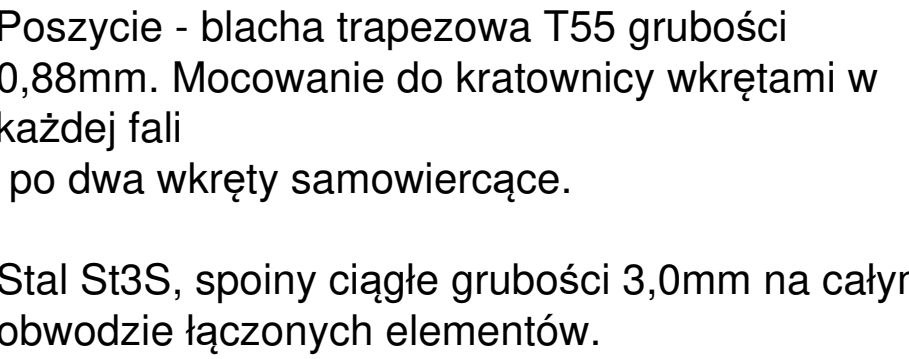 Poszycie - blacha trapezowa T55 grubości
0,88mm. Mocowanie do kratownicy wkrętami w
każdej fali
po dwa wkręty samowiercące.
Stal St3S, spoiny ciągłe grubości 3,0mm na całym
obwodzie łączonych elementów.